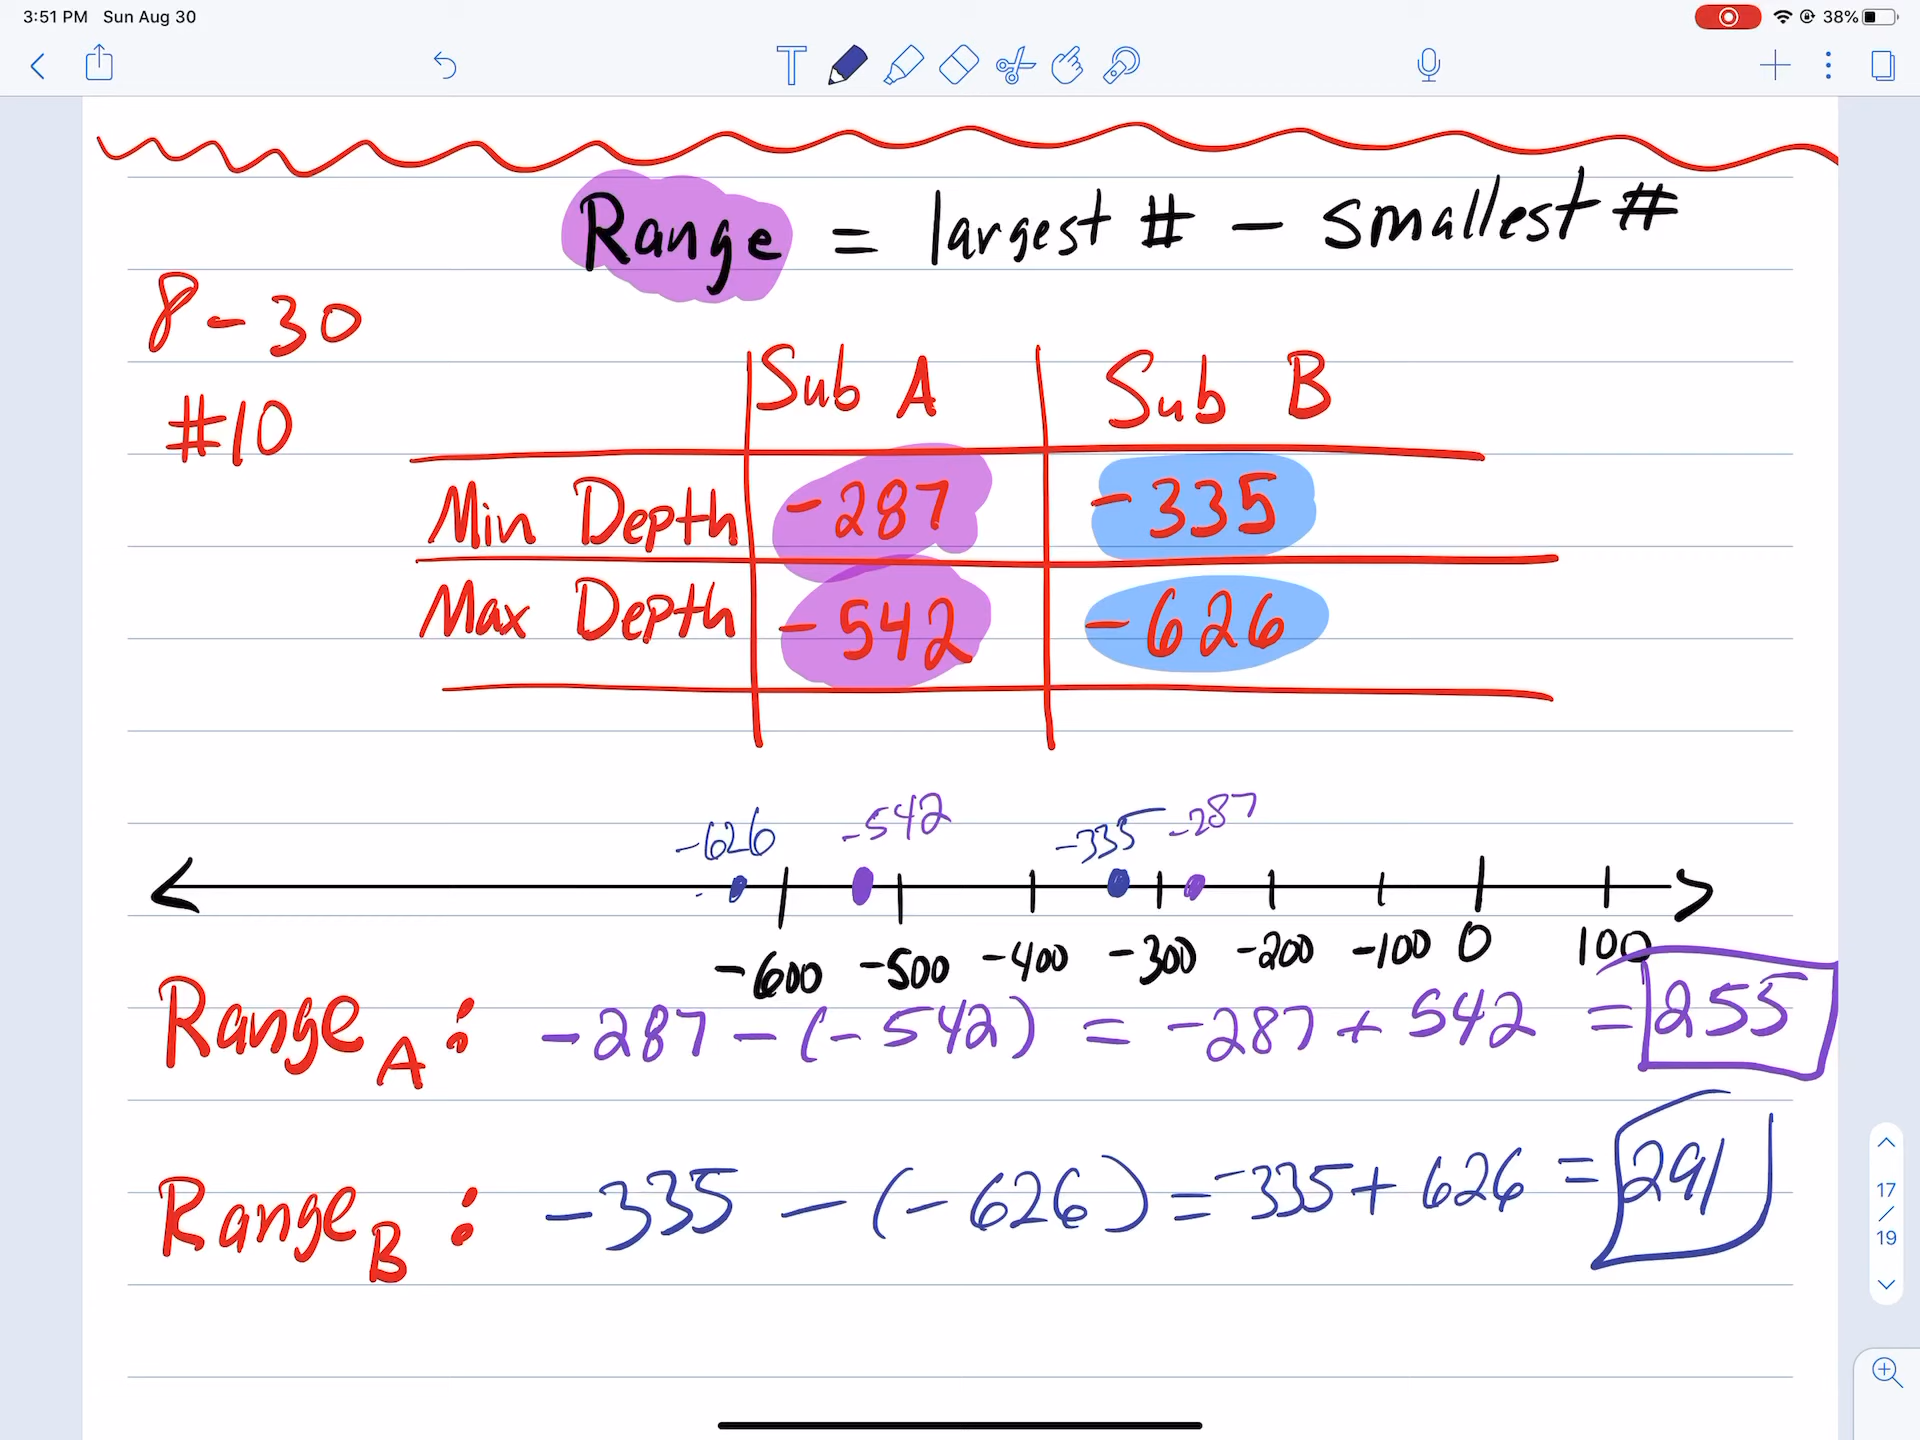 3:51 PM Sun Aug 30 38%
T
Range = largest # - smallest #
8-30
#10
Sub A Sub B
Min Depth -287 -335
Max Depth -542 -626
-626 -542 -335 -287
-600 -500 -400 -300 -200 -100 0 100
Range A : -287 - (-542) = -287 + 542 = 255
Range B : -335 - (-626) = -335 + 626 = 291
17
/
19